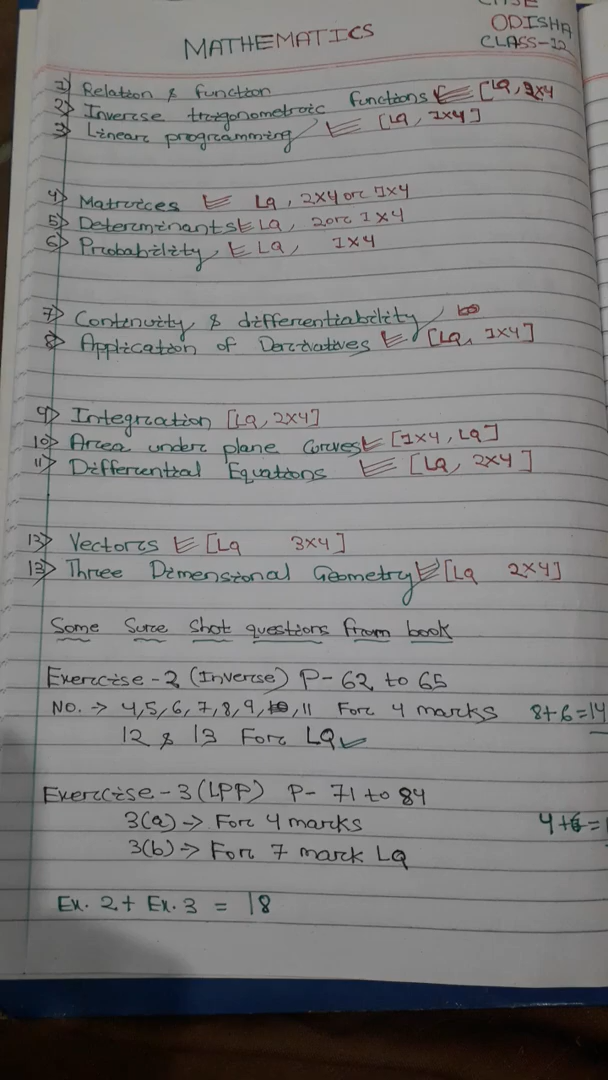 ODISHA
MATHEMATICS
CLASS-12
1) Relation & function
2) Inverse trigonometric functions [LQ, 2x4
3) Linear programming [LQ, 1x4]
4) Matrices LQ, 2x4 or 1x4
5) Determinants LQ, 2 or 1x4
6) Probability, LQ, 1x4
7) Continuity & differentiability
8) Application of Derivatives [LQ, 1x4]
9) Integration [LQ, 2x4]
10) Area under plane Curves [1x4, LQ]
11) Differential Equations [LQ, 2x4]
12) Vectors [LQ 3x4]
13) Three Dimensional Geometry [LQ 2x4]
Some Sure Shot questions from book
Exercise-2 (Inverse) P-62 to 65
NO. → 4,5,6,7,8,9,10,11 For 4 marks 8+6=14
12 & 13 For LQ
Exercise-3 (LPP) P-71 to 84
3(a) → For 4 marks
3(b) → For 7 mark LQ
Ex. 2 + Ex. 3 = 18